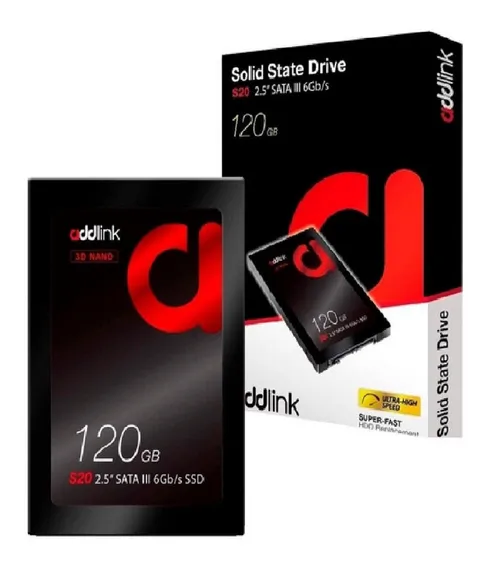 Solid State Drive
S20 2.5" SATA III 6Gb/s
120GB
addlink
addlink
3D NAND
120GB
S20 2.5" SATA III 6Gb/s SSD
addlink
120GB
ddlink
ULTRA-HIGH
SPEED
SUPER-FAST
HDD Replacement
Solid State Drive